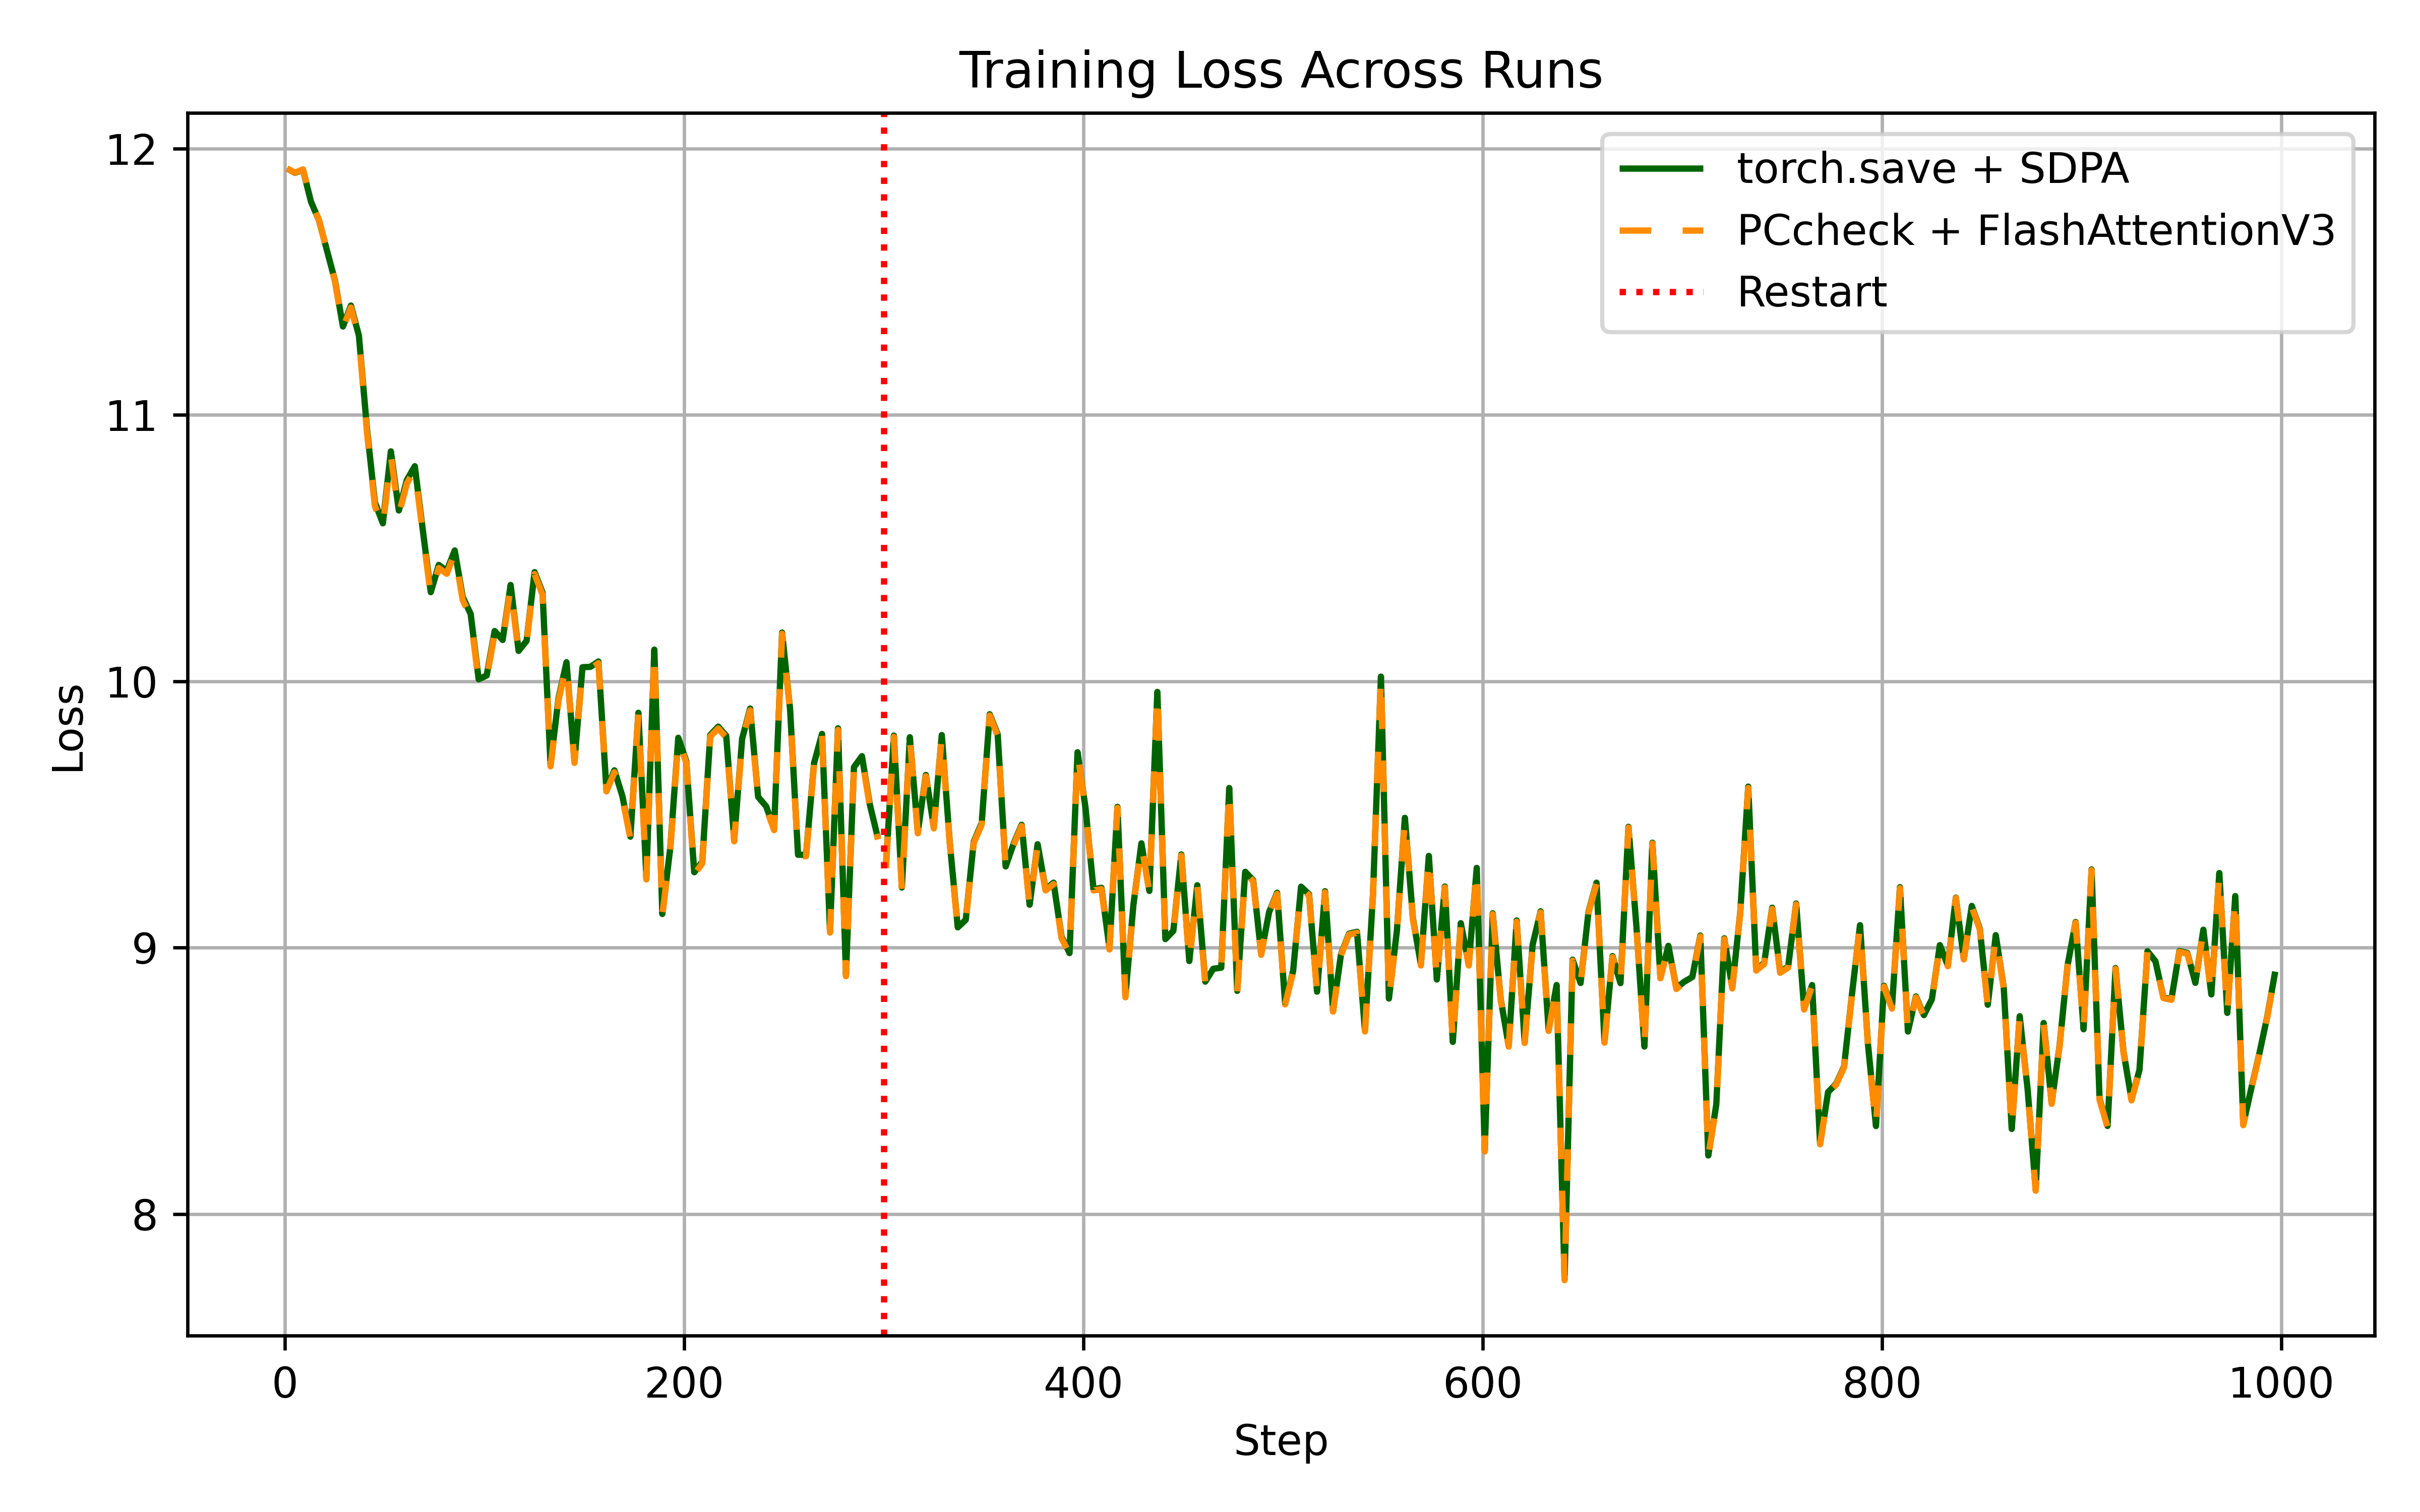 Training Loss Across Runs
torch.save + SDPA
PCcheck + FlashAttentionV3
Restart
12
11
10
9
8
Loss
0 200 400 600 800 1000
Step